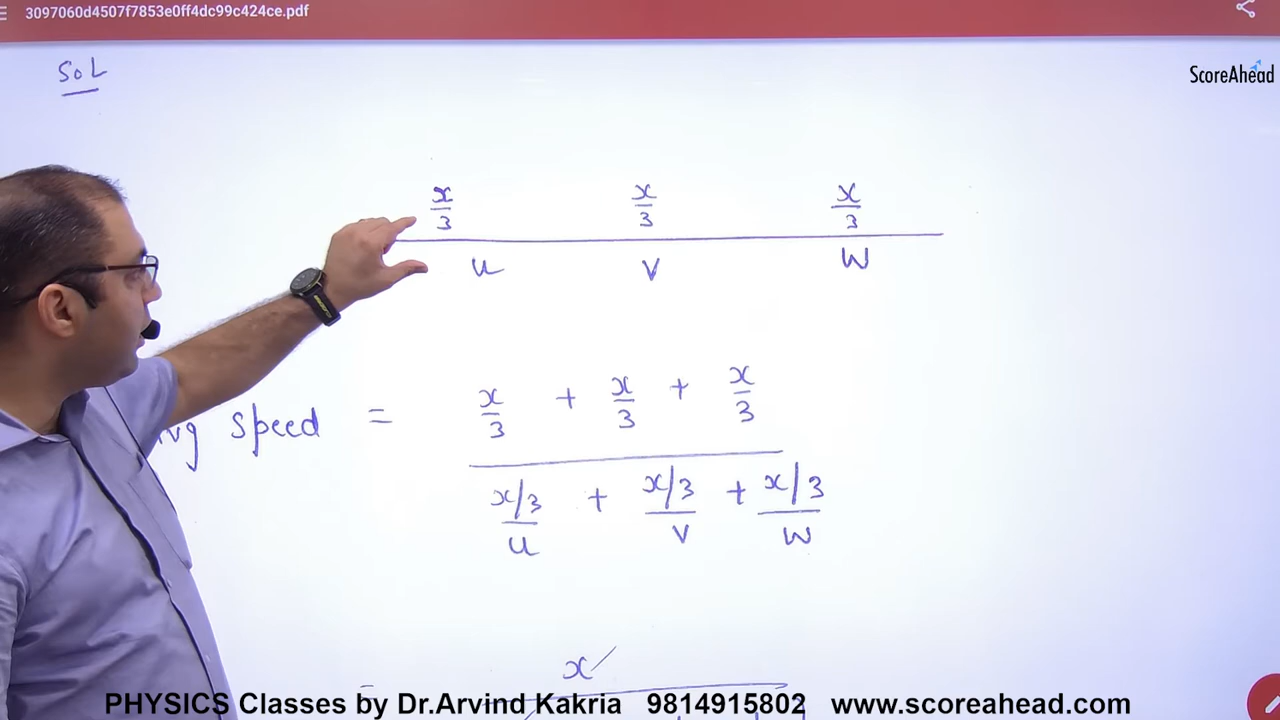 3097060d4507f7853e0ff4dc99c424ce.pdf
SOL
ScoreAhead
x/3 x/3 x/3
u v w
Avg Speed = x/3 + x/3 + x/3
x/3 + x/3 + x/3
u v w
= x
PHYSICS Classes by Dr.Arvind Kakria 9814915802 www.scoreahead.com